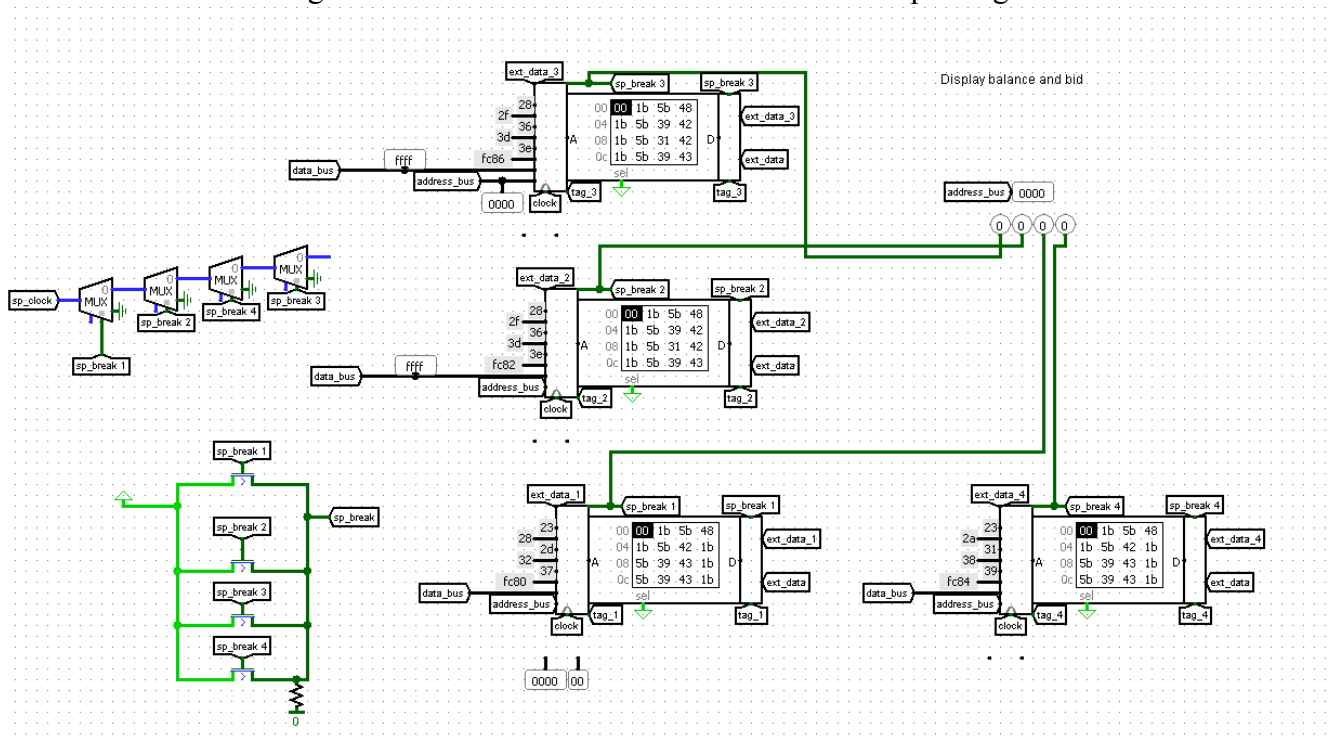 ext_data_3
sp_break 3
sp_break 3
Display balance and bid
28
2f
36
3d
3e
fc86
A
00 00 1b 5b 48
04 1b 5b 39 42
08 1b 5b 31 42
0c 1b 5b 39 43
sel
D
ext_data_3
ext_data
data_bus
ffff
address_bus
0000
clock
tag_3
tag_3
address_bus
0000
0 0 0 0
sp_clock
MUX
0
MUX
0
MUX
0
MUX
0
sp_break 1
sp_break 2
sp_break 4
sp_break 3
ext_data_2
sp_break 2
sp_break 2
28
2f
36
3d
3e
fc82
A
00 00 1b 5b 48
04 1b 5b 39 42
08 1b 5b 31 42
0c 1b 5b 39 43
sel
D
ext_data_2
ext_data
data_bus
ffff
address_bus
clock
tag_2
tag_2
sp_break 1
sp_break 2
sp_break 3
sp_break 4
sp_break
0
ext_data_1
sp_break 1
sp_break 1
23
28
2d
32
37
fc80
A
00 00 1b 5b 48
04 1b 5b 42 1b
08 5b 39 43 1b
0c 5b 39 43 1b
sel
D
ext_data_1
ext_data
data_bus
address_bus
clock
tag_1
tag_1
0000
00
ext_data_4
sp_break 4
sp_break 4
23
2a
31
38
39
fc84
A
00 00 1b 5b 48
04 1b 5b 42 1b
08 5b 39 43 1b
0c 5b 39 43 1b
sel
D
ext_data_4
ext_data
data_bus
address_bus
clock
tag_4
tag_4